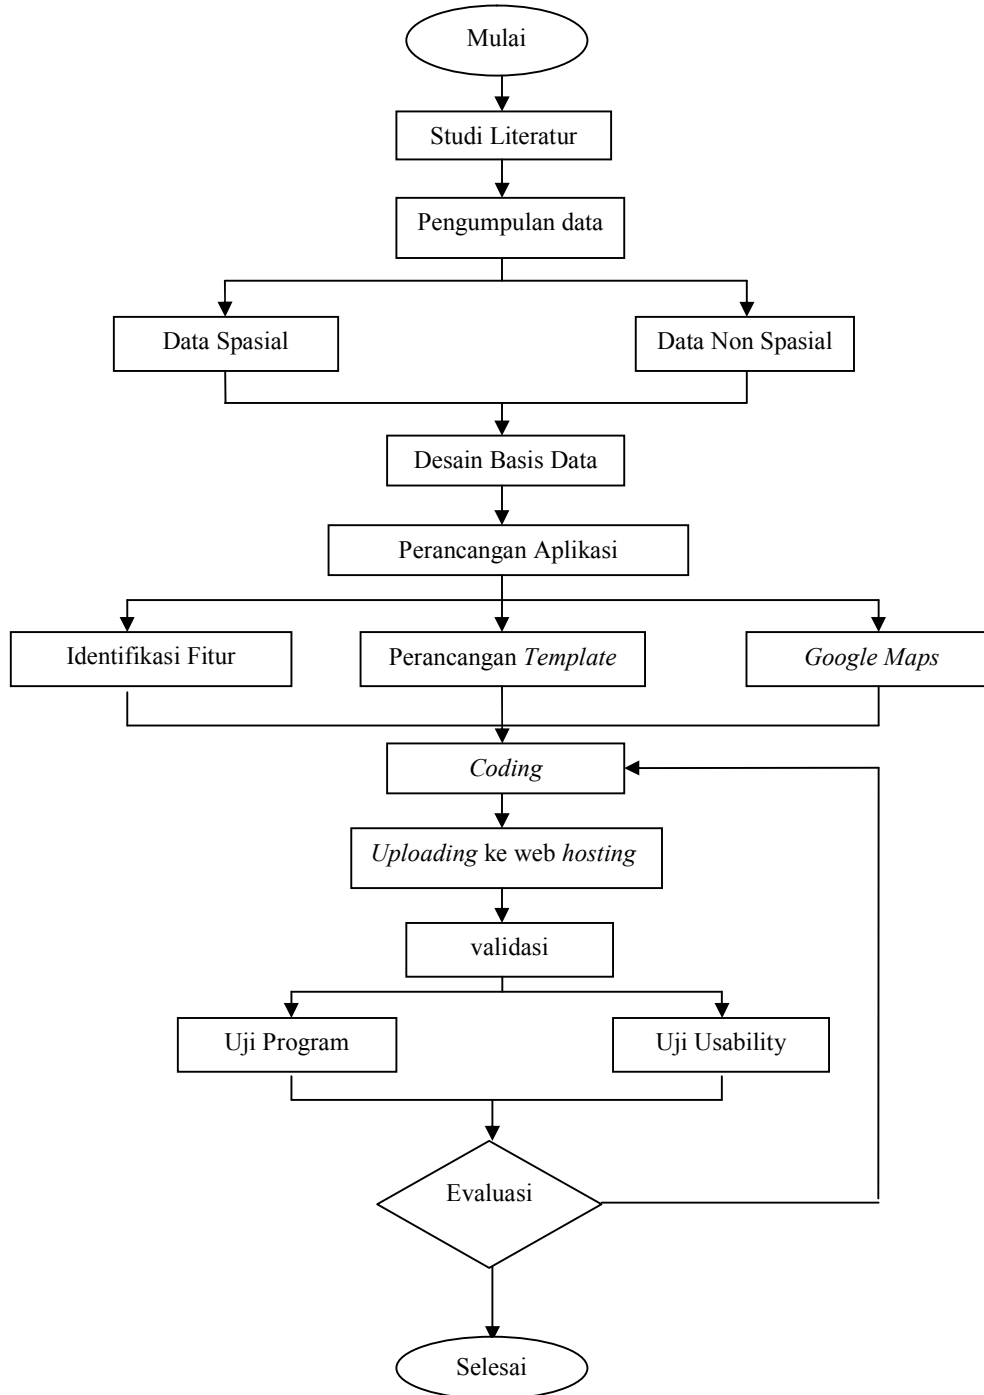 Mulai
Studi Literatur
Pengumpulan data
Data Spasial
Data Non Spasial
Desain Basis Data
Perancangan Aplikasi
Identifikasi Fitur
Perancangan Template
Google Maps
Coding
Uploading ke web hosting
validasi
Uji Program
Uji Usability
Evaluasi
Selesai